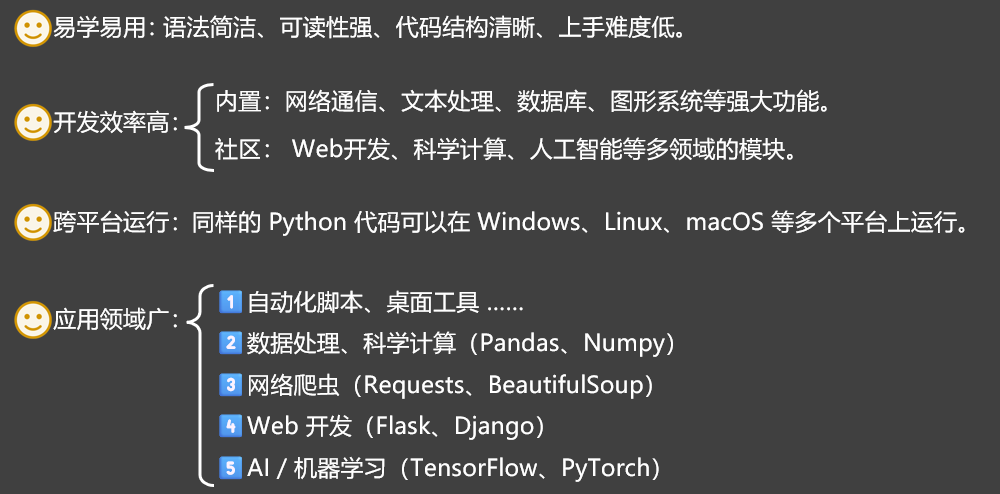 易学易用: 语法简洁、可读性强、代码结构清晰、上手难度低。
开发效率高:
内置: 网络通信、文本处理、数据库、图形系统等强大功能。
社区: Web开发、科学计算、人工智能等多领域的模块。
跨平台运行: 同样的 Python 代码可以在 Windows、Linux、macOS 等多个平台上运行。
应用领域广:
1 自动化脚本、桌面工具 ......
2 数据处理、科学计算（Pandas、Numpy）
3 网络爬虫（Requests、BeautifulSoup）
4 Web 开发（Flask、Django）
5 AI / 机器学习（TensorFlow、PyTorch）